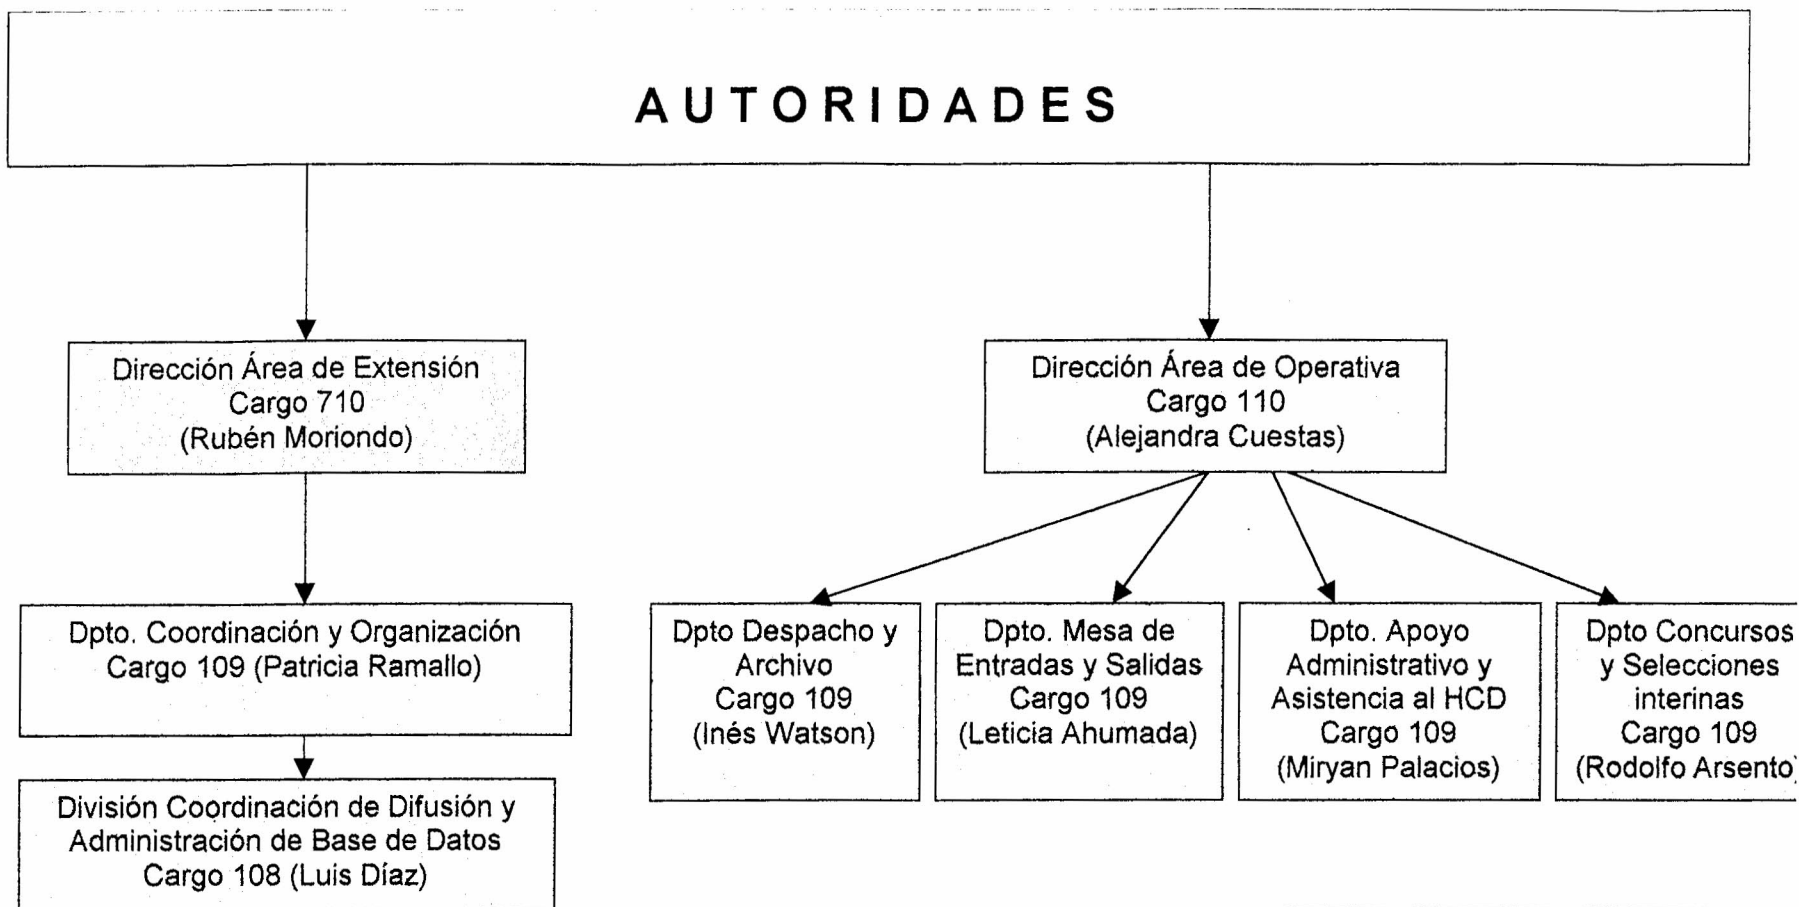 AUTORIDADES
Dirección Área de Extensión
Cargo 710
(Rubén Moriondo)
Dirección Área de Operativa
Cargo 110
(Alejandra Cuestas)
Dpto. Coordinación y Organización
Cargo 109 (Patricia Ramallo)
División Coordinación de Difusión y
Administración de Base de Datos
Cargo 108 (Luis Díaz)
Dpto Despacho y
Archivo
Cargo 109
(Inés Watson)
Dpto. Mesa de
Entradas y Salidas
Cargo 109
(Leticia Ahumada)
Dpto. Apoyo
Administrativo y
Asistencia al HCD
Cargo 109
(Miryan Palacios)
Dpto Concursos
y Selecciones
interinas
Cargo 109
(Rodolfo Arsento)